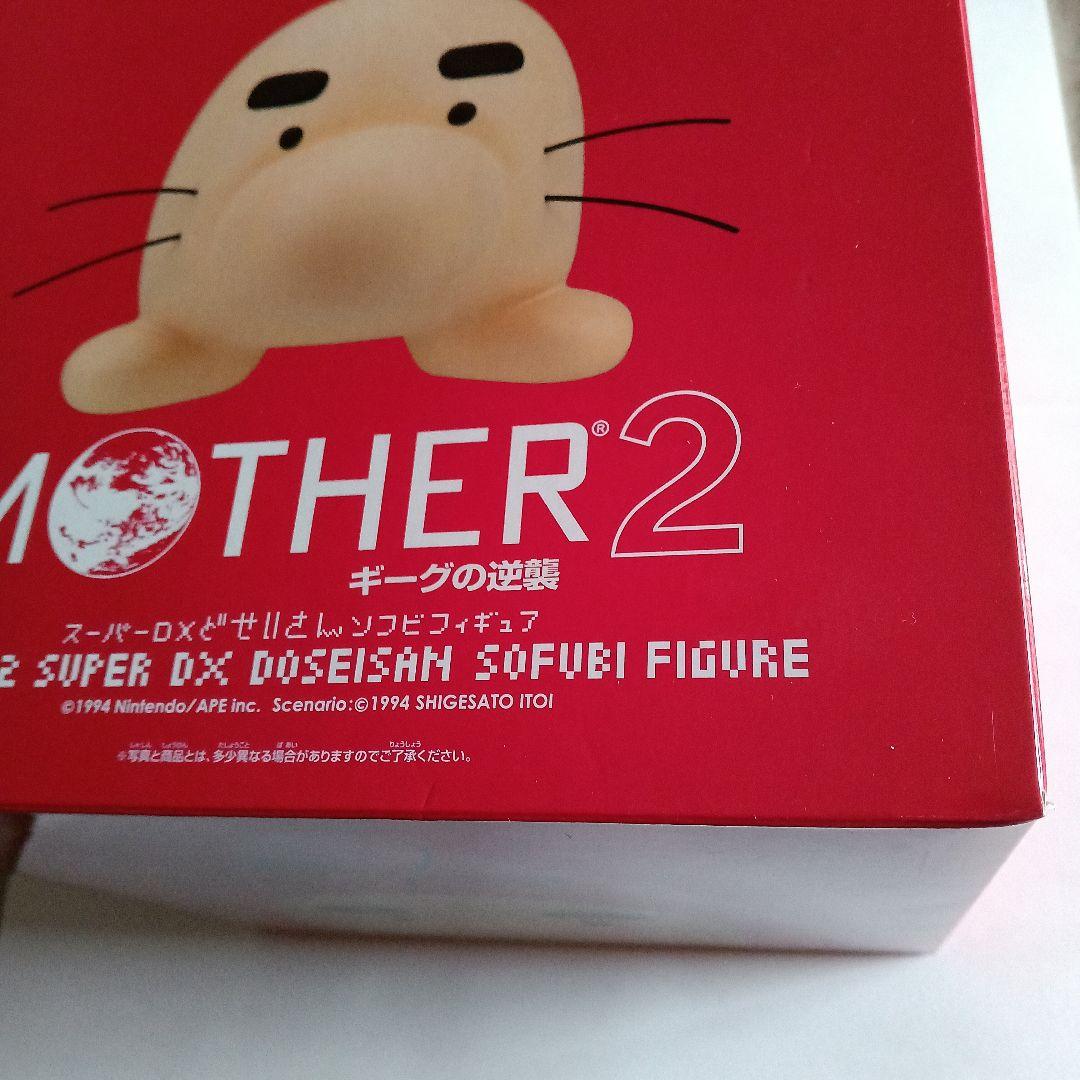 MOTHER® 2
ギーグの逆襲
スーパーDXどせいさんソフビフィギュア
2 SUPER DX DOSEISAN SOFUBI FIGURE
©1994 Nintendo/APE inc. Scenario:©1994 SHIGESATO ITOI
※写真と商品とは、多少異なる場合がありますのでご了承ください。